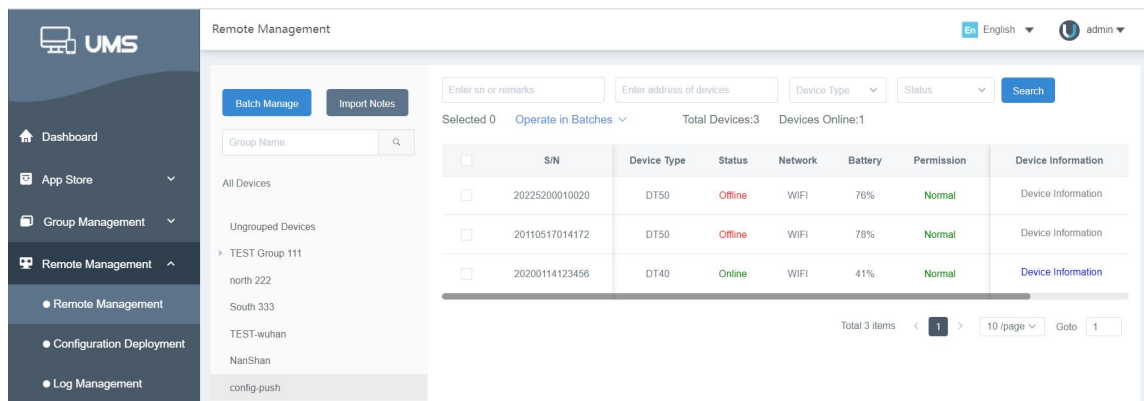 UMS
Remote Management
En English
admin
Dashboard
App Store
Group Management
Remote Management
Remote Management
Configuration Deployment
Log Management
Batch Manage
Import Notes
Group Name
All Devices
Ungrouped Devices
TEST Group 111
north 222
South 333
TEST-wuhan
NanShan
config-push
Enter sn or remarks
Enter address of devices
Device Type
Status
Search
Selected 0 Operate in Batches Total Devices:3 Devices Online:1
S/N Device Type Status Network Battery Permission Device Information
20225200010020 DT50 Offline WIFI 76% Normal Device Information
20110517014172 DT50 Offline WIFI 78% Normal Device Information
20200114123456 DT40 Online WIFI 41% Normal Device Information
Total 3 items < 1 > 10 /page Goto 1